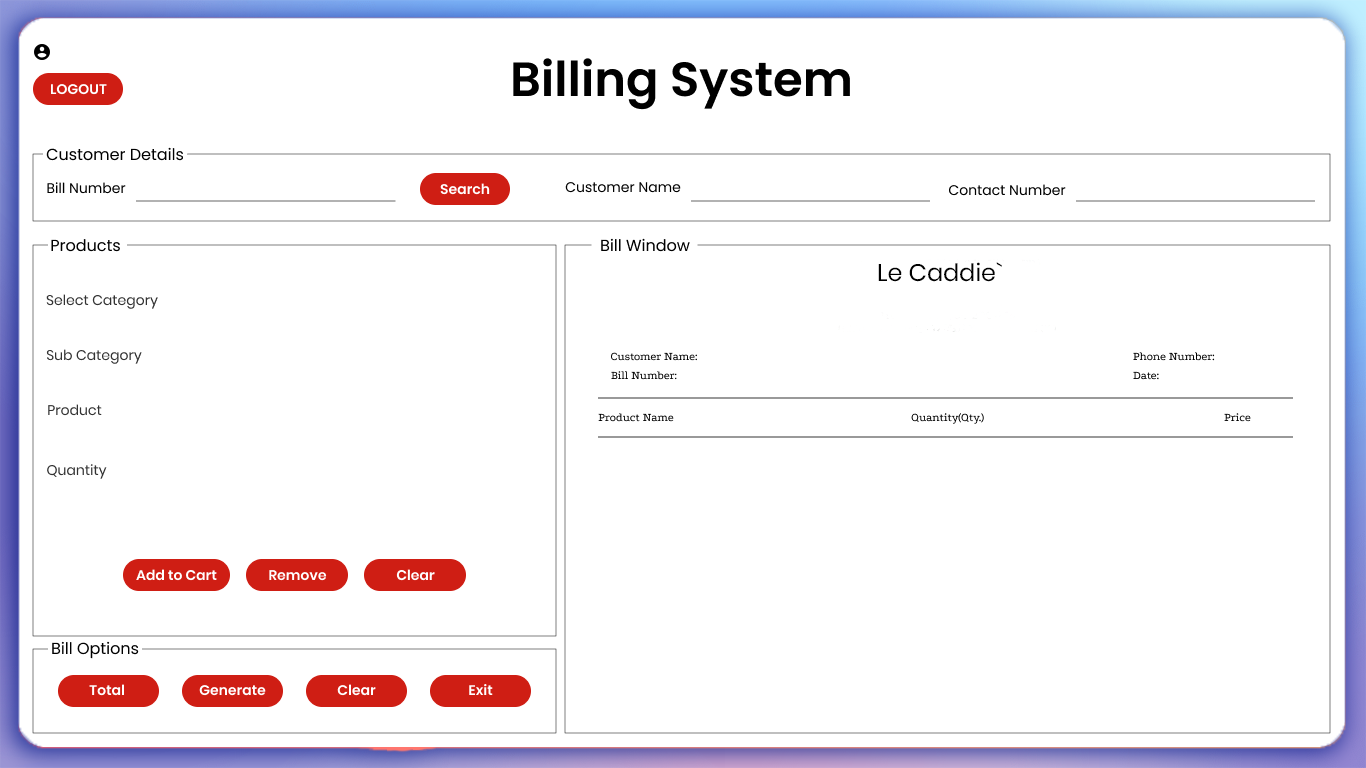 Billing System
LOGOUT
Customer Details
Bill Number
Search
Customer Name
Contact Number
Products
Select Category
Sub Category
Product
Quantity
Add to Cart
Remove
Clear
Bill Options
Total
Generate
Clear
Exit
Bill Window
Le Caddie`
Customer Name:
Phone Number:
Bill Number:
Date:
Product Name
Quantity(Qty.)
Price